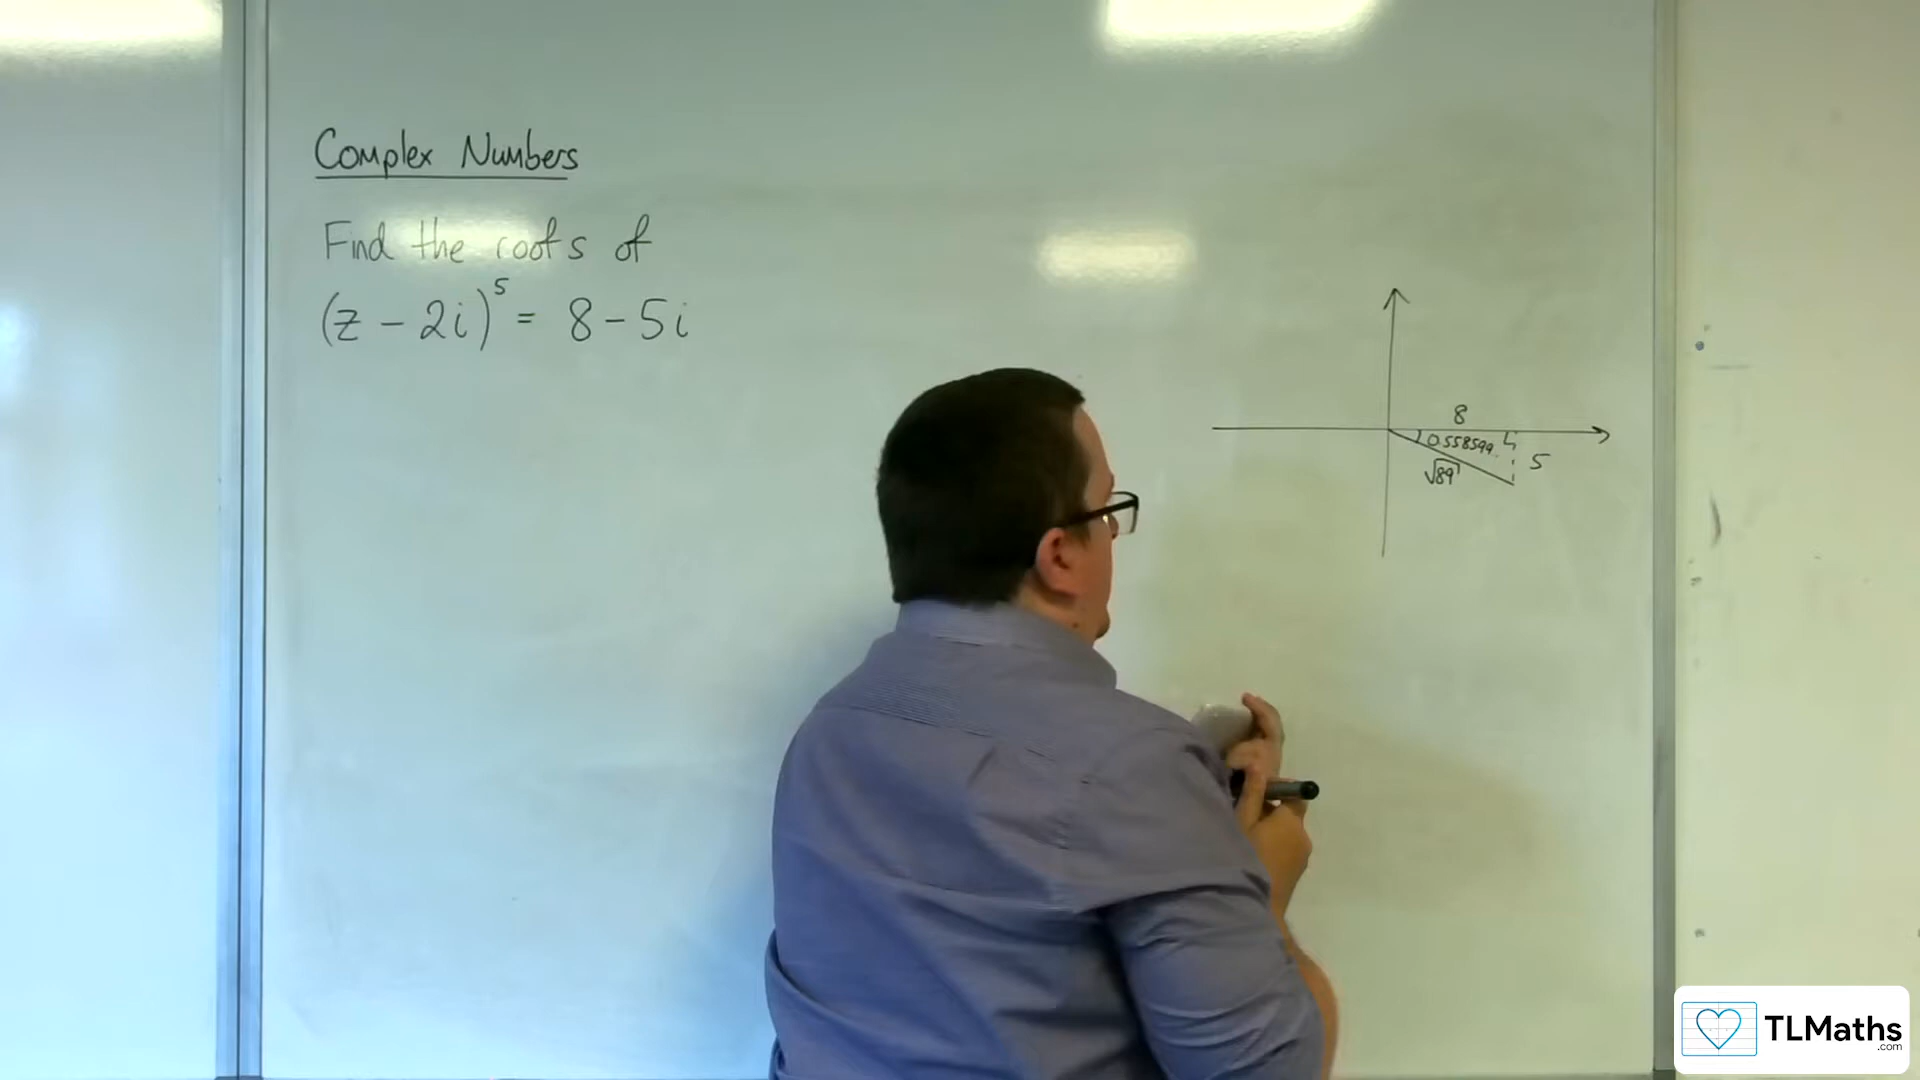 Complex Numbers
Find the roots of
(z - 2i)⁵ = 8 - 5i
8
0.558599...
5
√89
TLMaths
.com